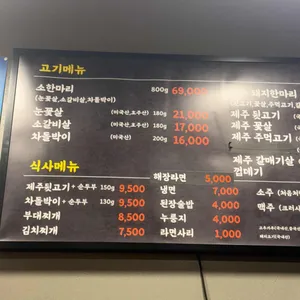 고기메뉴
소한마리 800g 69,000
(눈꽃살,소갈비살,차돌박이)
눈꽃살 (미국산,호주산) 180g 21,000
소갈비살 (미국산) 180g 17,000
차돌박이 (미국산) 200g 16,000
돼지한마리
제주 뒷고기
제주 꽃살
제주 주먹고기
제주 갈매기살
껍데기
식사메뉴
제주뒷고기 + 순두부 150g 9,500
차돌박이 + 순두부 130g 9,500
부대찌개 8,500
김치찌개 7,500
해장라면 5,000
냉면 7,000
된장술밥 4,000
누룽지 4,000
라면사리 1,000
소주
맥주